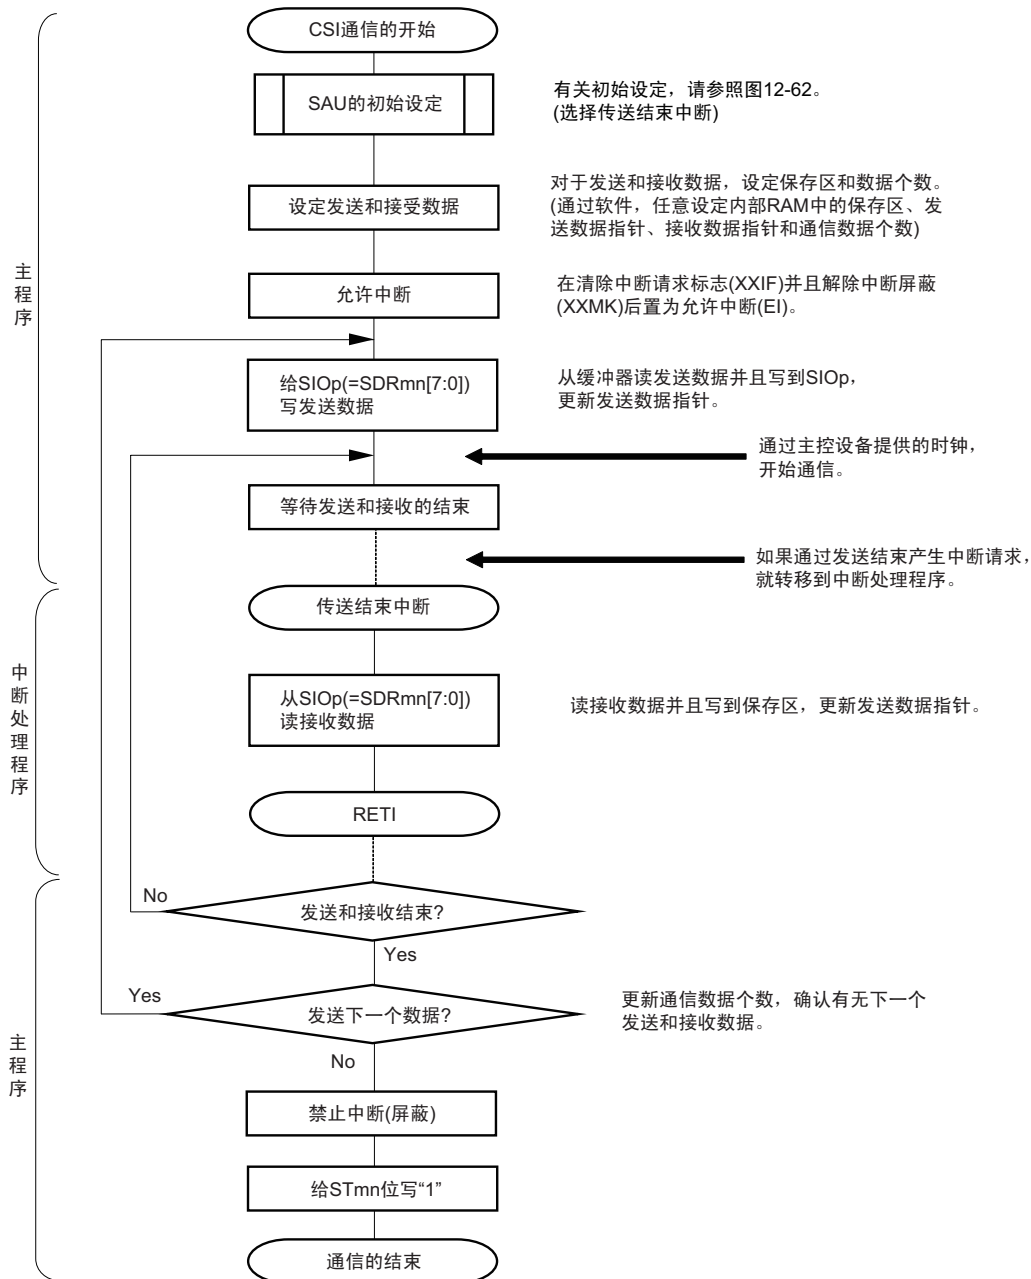 CSI通信的开始
SAU的初始设定
有关初始设定，请参照图12-62。
(选择传送结束中断)
设定发送和接受数据
对于发送和接收数据，设定保存区和数据个数。
(通过软件，任意设定内部RAM中的保存区、发
送数据指针、接收数据指针和通信数据个数)
主程序
允许中断
在清除中断请求标志(XXIF)并且解除中断屏蔽
(XXMK)后置为允许中断(EI)。
给SIOp(=SDRmn[7:0])
写发送数据
从缓冲器读发送数据并且写到SIOp，
更新发送数据指针。
通过主控设备提供的时钟，
开始通信。
等待发送和接收的结束
如果通过发送结束产生中断请求，
就转移到中断处理程序。
传送结束中断
中断处理程序
从SIOp(=SDRmn[7:0])
读接收数据
读接收数据并且写到保存区，更新发送数据指针。
RETI
No
发送和接收结束?
Yes
Yes
发送下一个数据?
更新通信数据个数，确认有无下一个
发送和接收数据。
No
主程序
禁止中断(屏蔽)
给STmn位写“1”
通信的结束